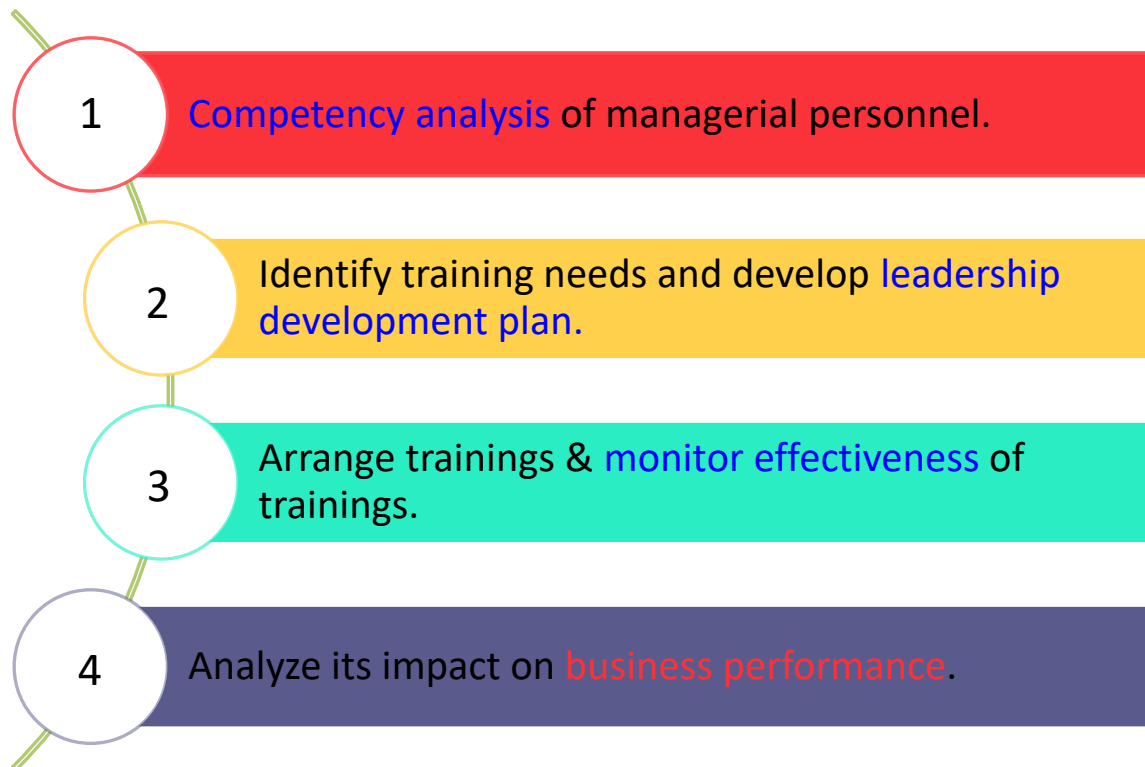 1
Competency analysis of managerial personnel.
2
Identify training needs and develop leadership
development plan.
3
Arrange trainings & monitor effectiveness of
trainings.
4
Analyze its impact on business performance.